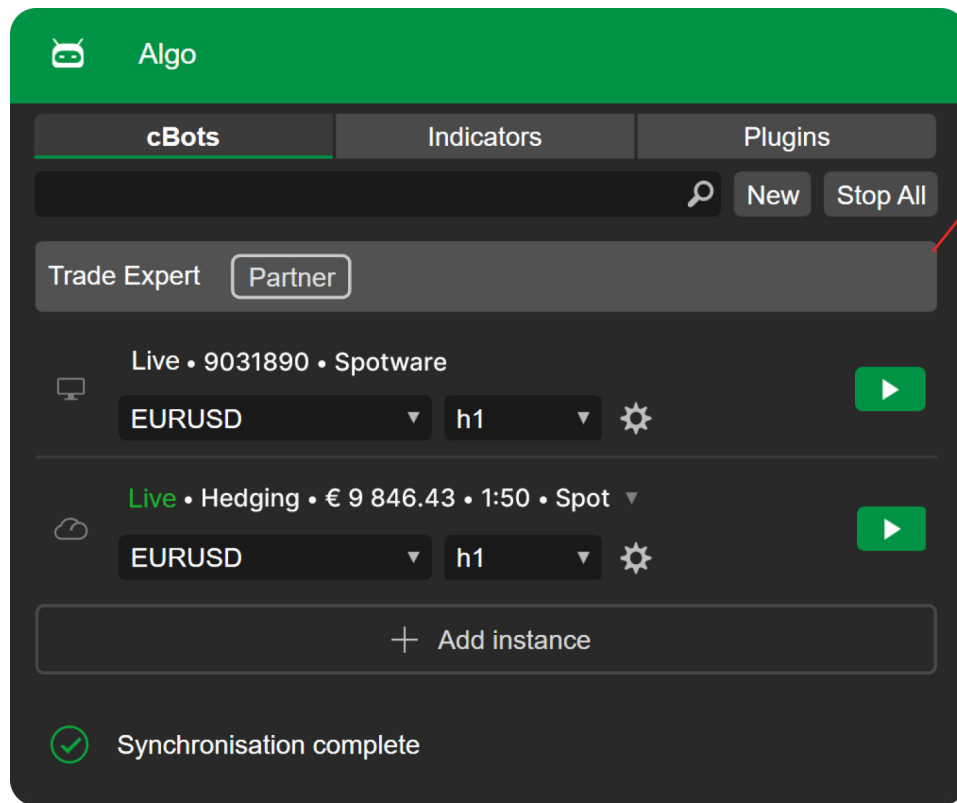 Algo
cBots Indicators Plugins
New Stop All
Trade Expert Partner
Live • 9031890 • Spotware
EURUSD h1
Live • Hedging • € 9 846.43 • 1:50 • Spot
EURUSD h1
+ Add instance
Synchronisation complete